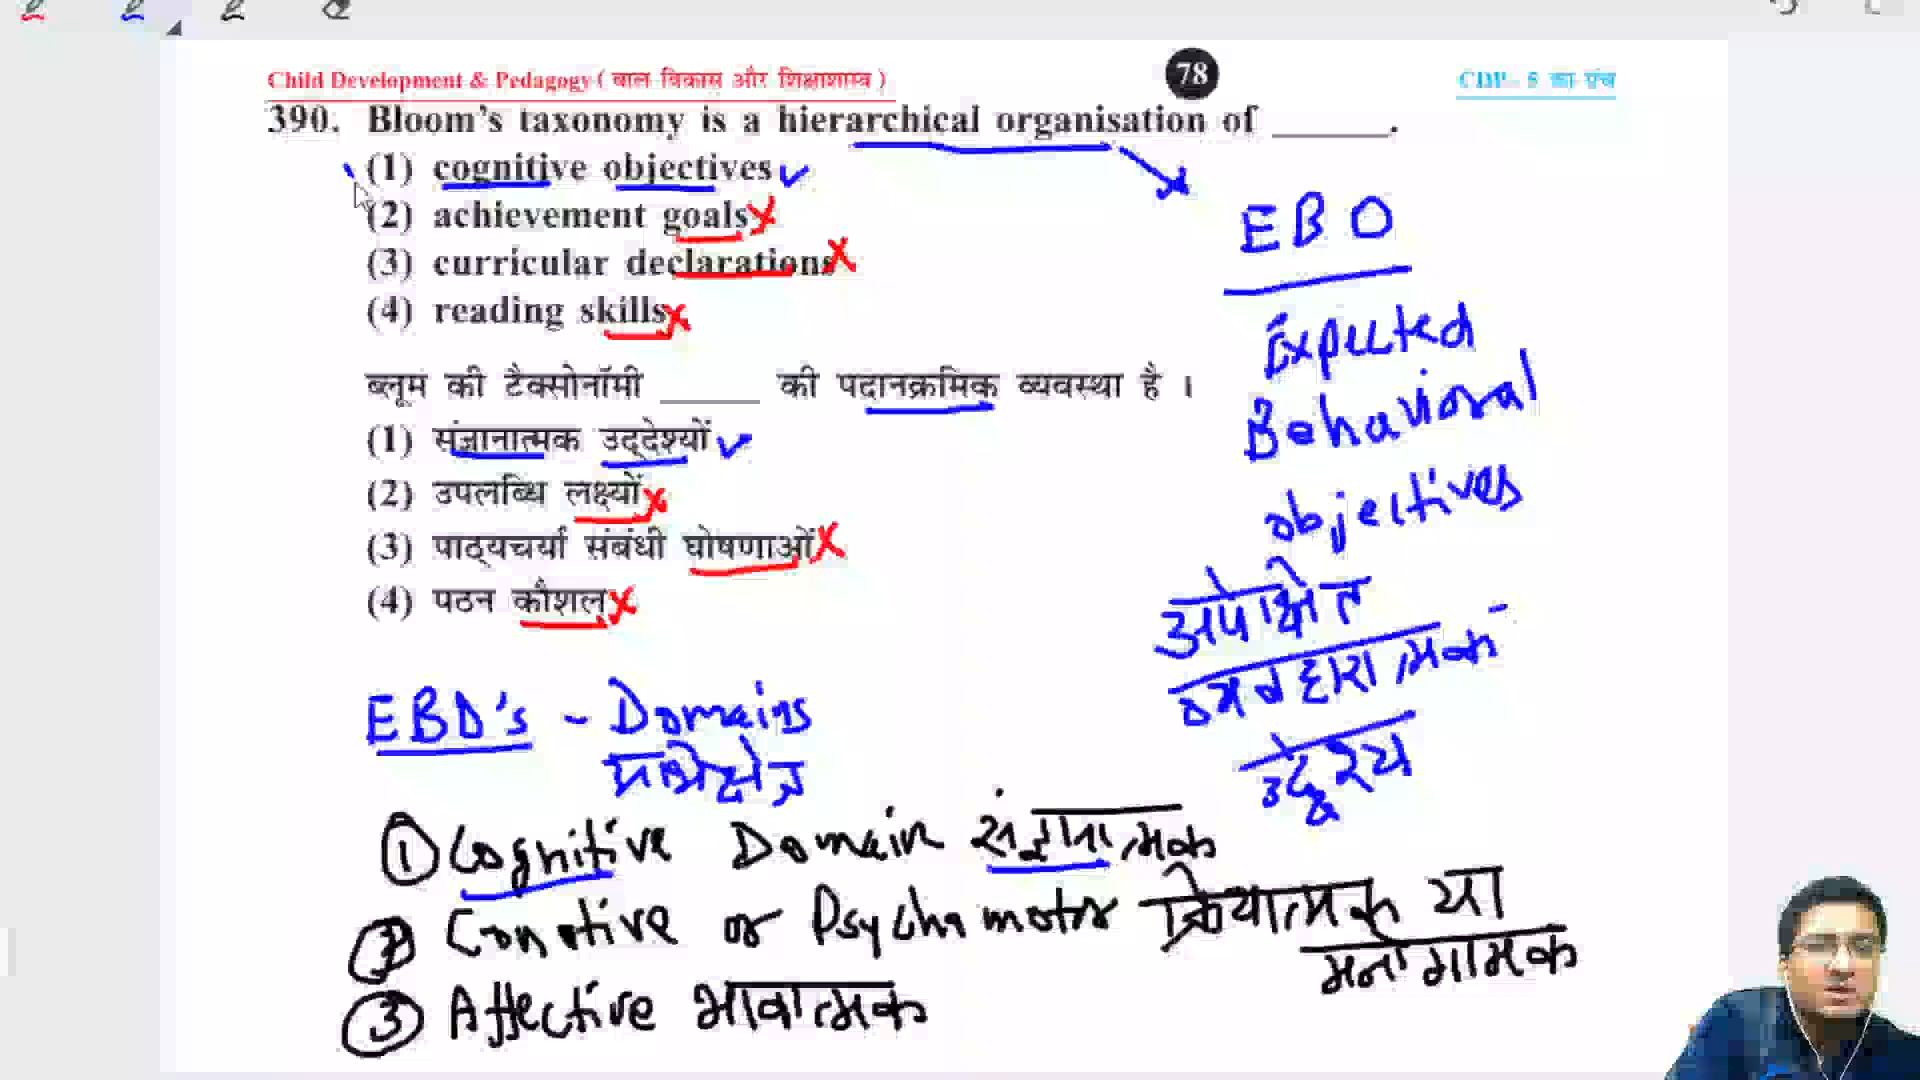 Child Development & Pedagogy ( बाल विकास और शिक्षाशास्त्र )
78
CDP - 5 का पंच
390. Bloom's taxonomy is a hierarchical organisation of ______.
(1) cognitive objectives
(2) achievement goals
(3) curricular declarations
(4) reading skills
ब्लूम की टैक्सोनॉमी ______ की पदानक्रमिक व्यवस्था है ।
(1) संज्ञानात्मक उद्‌देश्यों
(2) उपलब्धि लक्ष्यों
(3) पाठ्यचर्या संबंधी घोषणाओं
(4) पठन कौशल
EBO
Expected
Behavioral
objectives
अपेक्षित
व्यवहारात्मक
उद्देश्य
EBO's - Domains
① Cognitive Domain संज्ञानात्मक
② Conative or Psychomotor क्रियात्मक या
मनोगामक
③ Affective भावात्मक